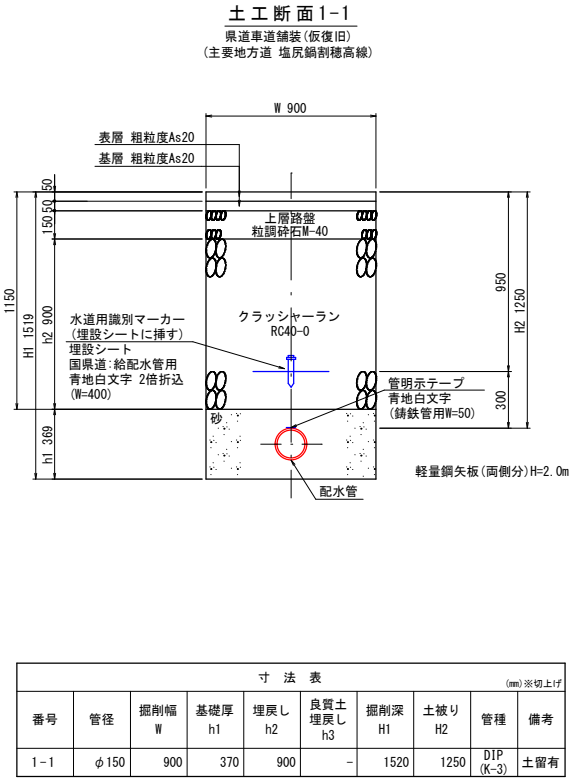 土工断面1-1
県道車道舗装(仮復旧)
(主要地方道 塩尻鍋割穂高線)
W 900
表層 粗粒度As20
基層 粗粒度As20
50
50
150
上層路盤
粒調砕石M-40
1150
H1 1519
h2 900
h1 369
クラッシャーラン
RC40-0
950
H2 1250
300
水道用識別マーカー
(埋設シートに挿す)
埋設シート
国県道:給配水管用
青地白文字 2倍折込
(W=400)
管明示テープ
青地白文字
(鋳鉄管用W=50)
砂
配水管
軽量鋼矢板(両側分)H=2.0m
寸 法 表
(mm)※切上げ
番号 管径 掘削幅 W 基礎厚 h1 埋戻し h2 良質土 埋戻し h3 掘削深 H1 土被り H2 管種 備考
1-1 φ150 900 370 900 - 1520 1250 DIP (K-3) 土留有